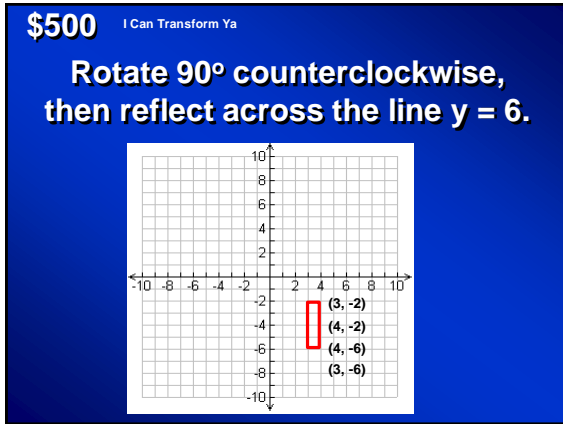 $500 I Can Transform Ya
Rotate 90º counterclockwise,
then reflect across the line y = 6.
10
8
6
4
2
-10 -8 -6 -4 -2 2 4 6 8 10
-2 (3, -2)
-4 (4, -2)
-6 (4, -6)
-8 (3, -6)
-10